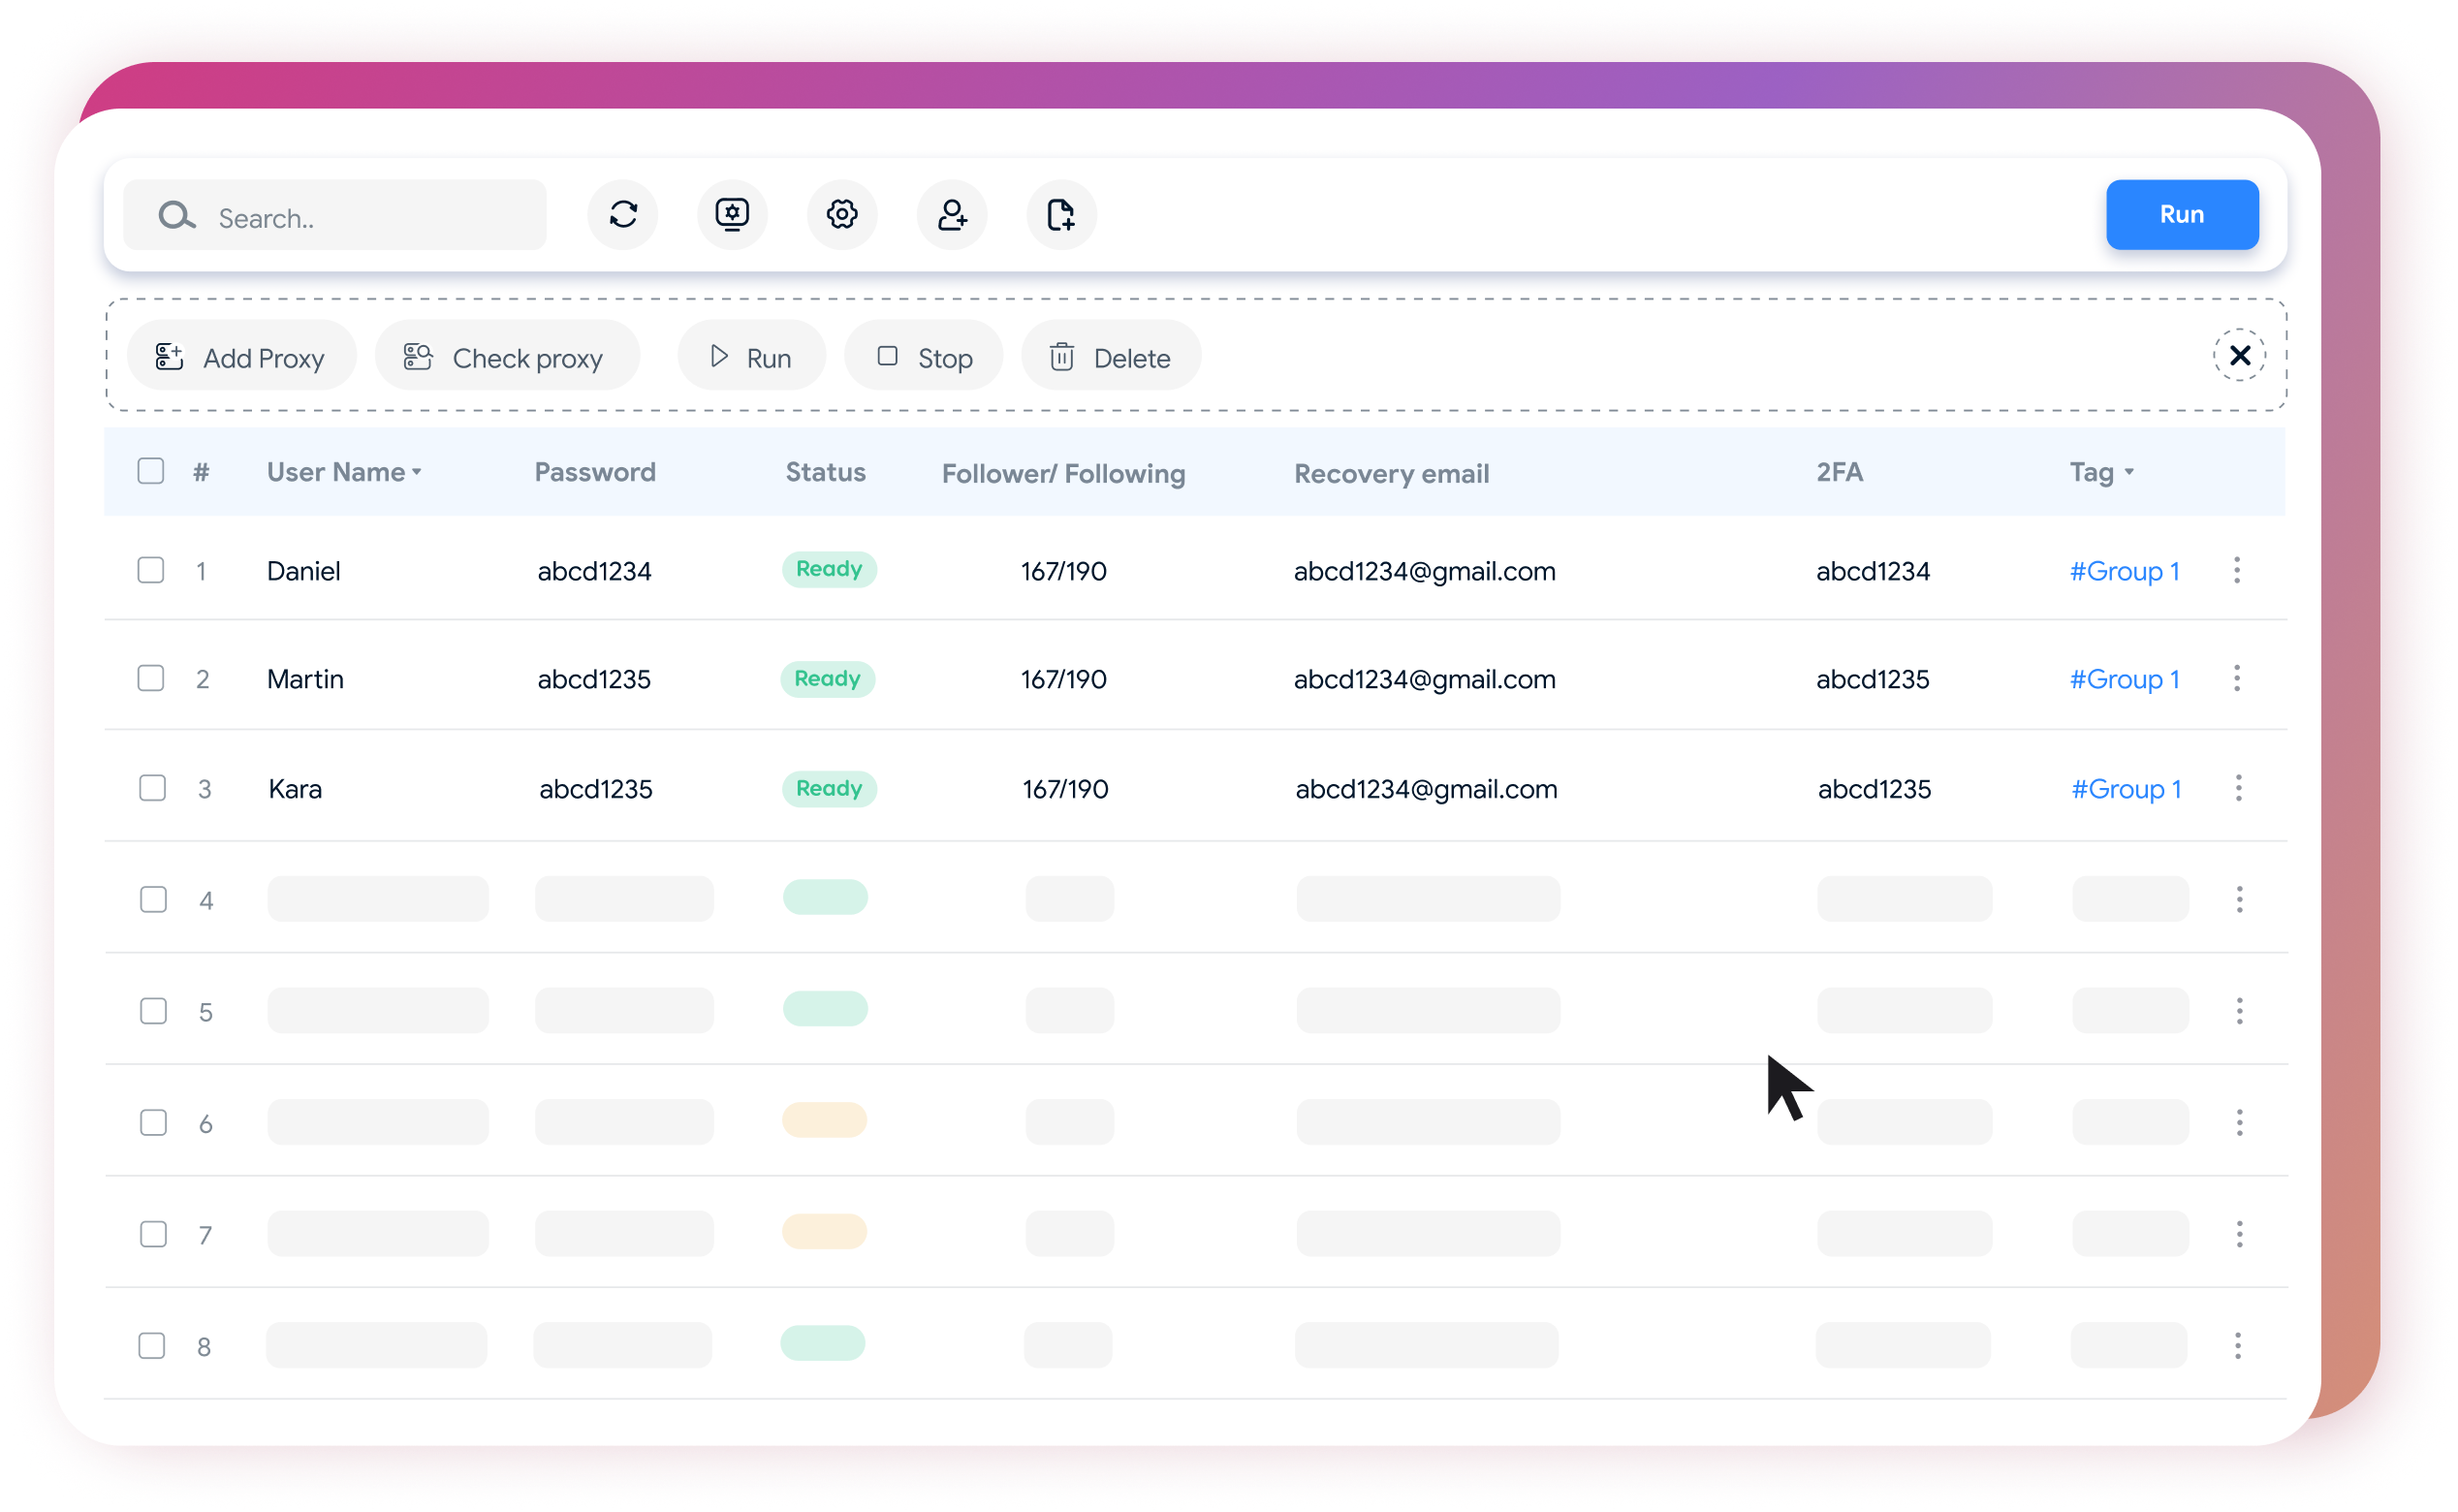 Search.. Run
Add Proxy Check proxy Run Stop Delete
# User Name Password Status Follower/ Following Recovery email 2FA Tag
1 Daniel abcd1234 Ready 167/190 abcd1234@gmail.com abcd1234 #Group 1
2 Martin abcd1235 Ready 167/190 abcd1234@gmail.com abcd1235 #Group 1
3 Kara abcd1235 Ready 167/190 abcd1234@gmail.com abcd1235 #Group 1
4
5
6
7
8